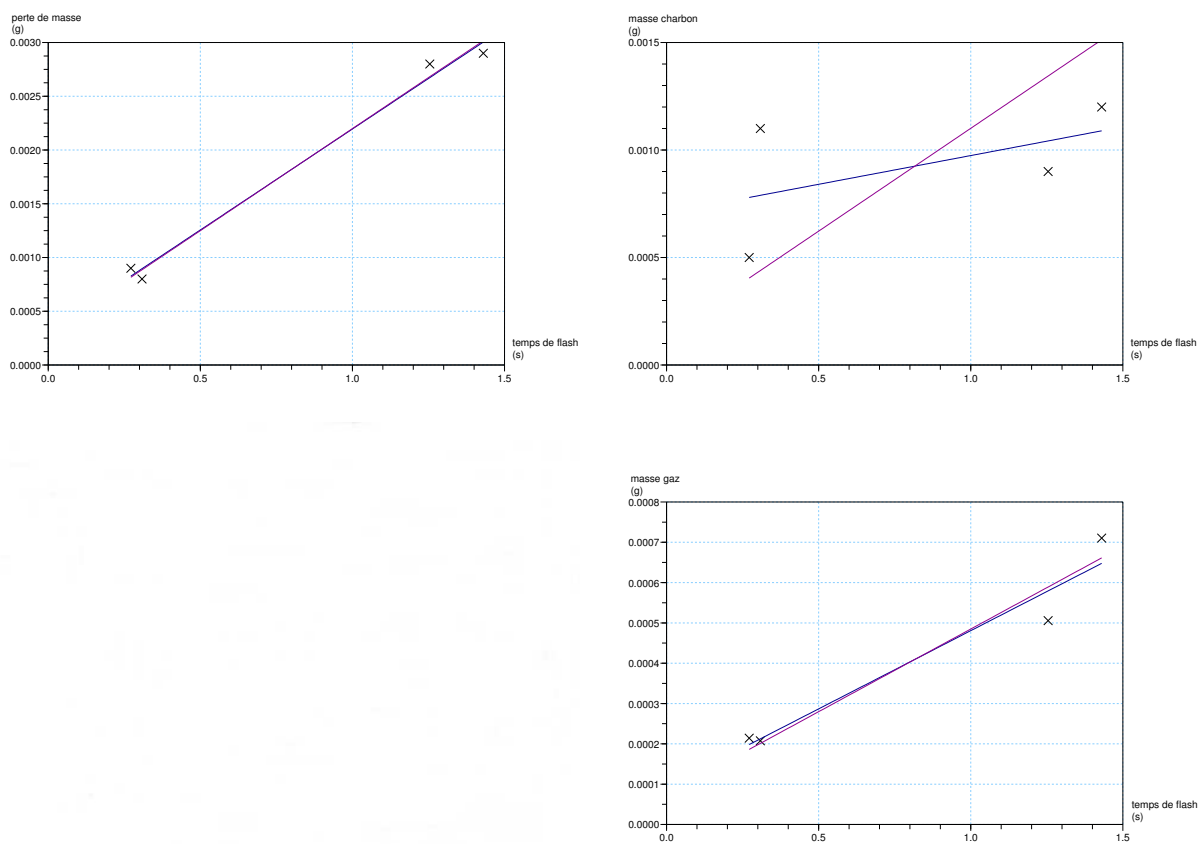 perte de masse
(g)
0.0030
0.0025
0.0020
0.0015
0.0010
0.0005
0.0000
0.0 0.5 1.0 1.5
temps de flash
(s)
masse charbon
(g)
0.0015
0.0010
0.0005
0.0000
0.0 0.5 1.0 1.5
temps de flash
(s)
masse gaz
(g)
0.0008
0.0007
0.0006
0.0005
0.0004
0.0003
0.0002
0.0001
0.0000
0.0 0.5 1.0 1.5
temps de flash
(s)